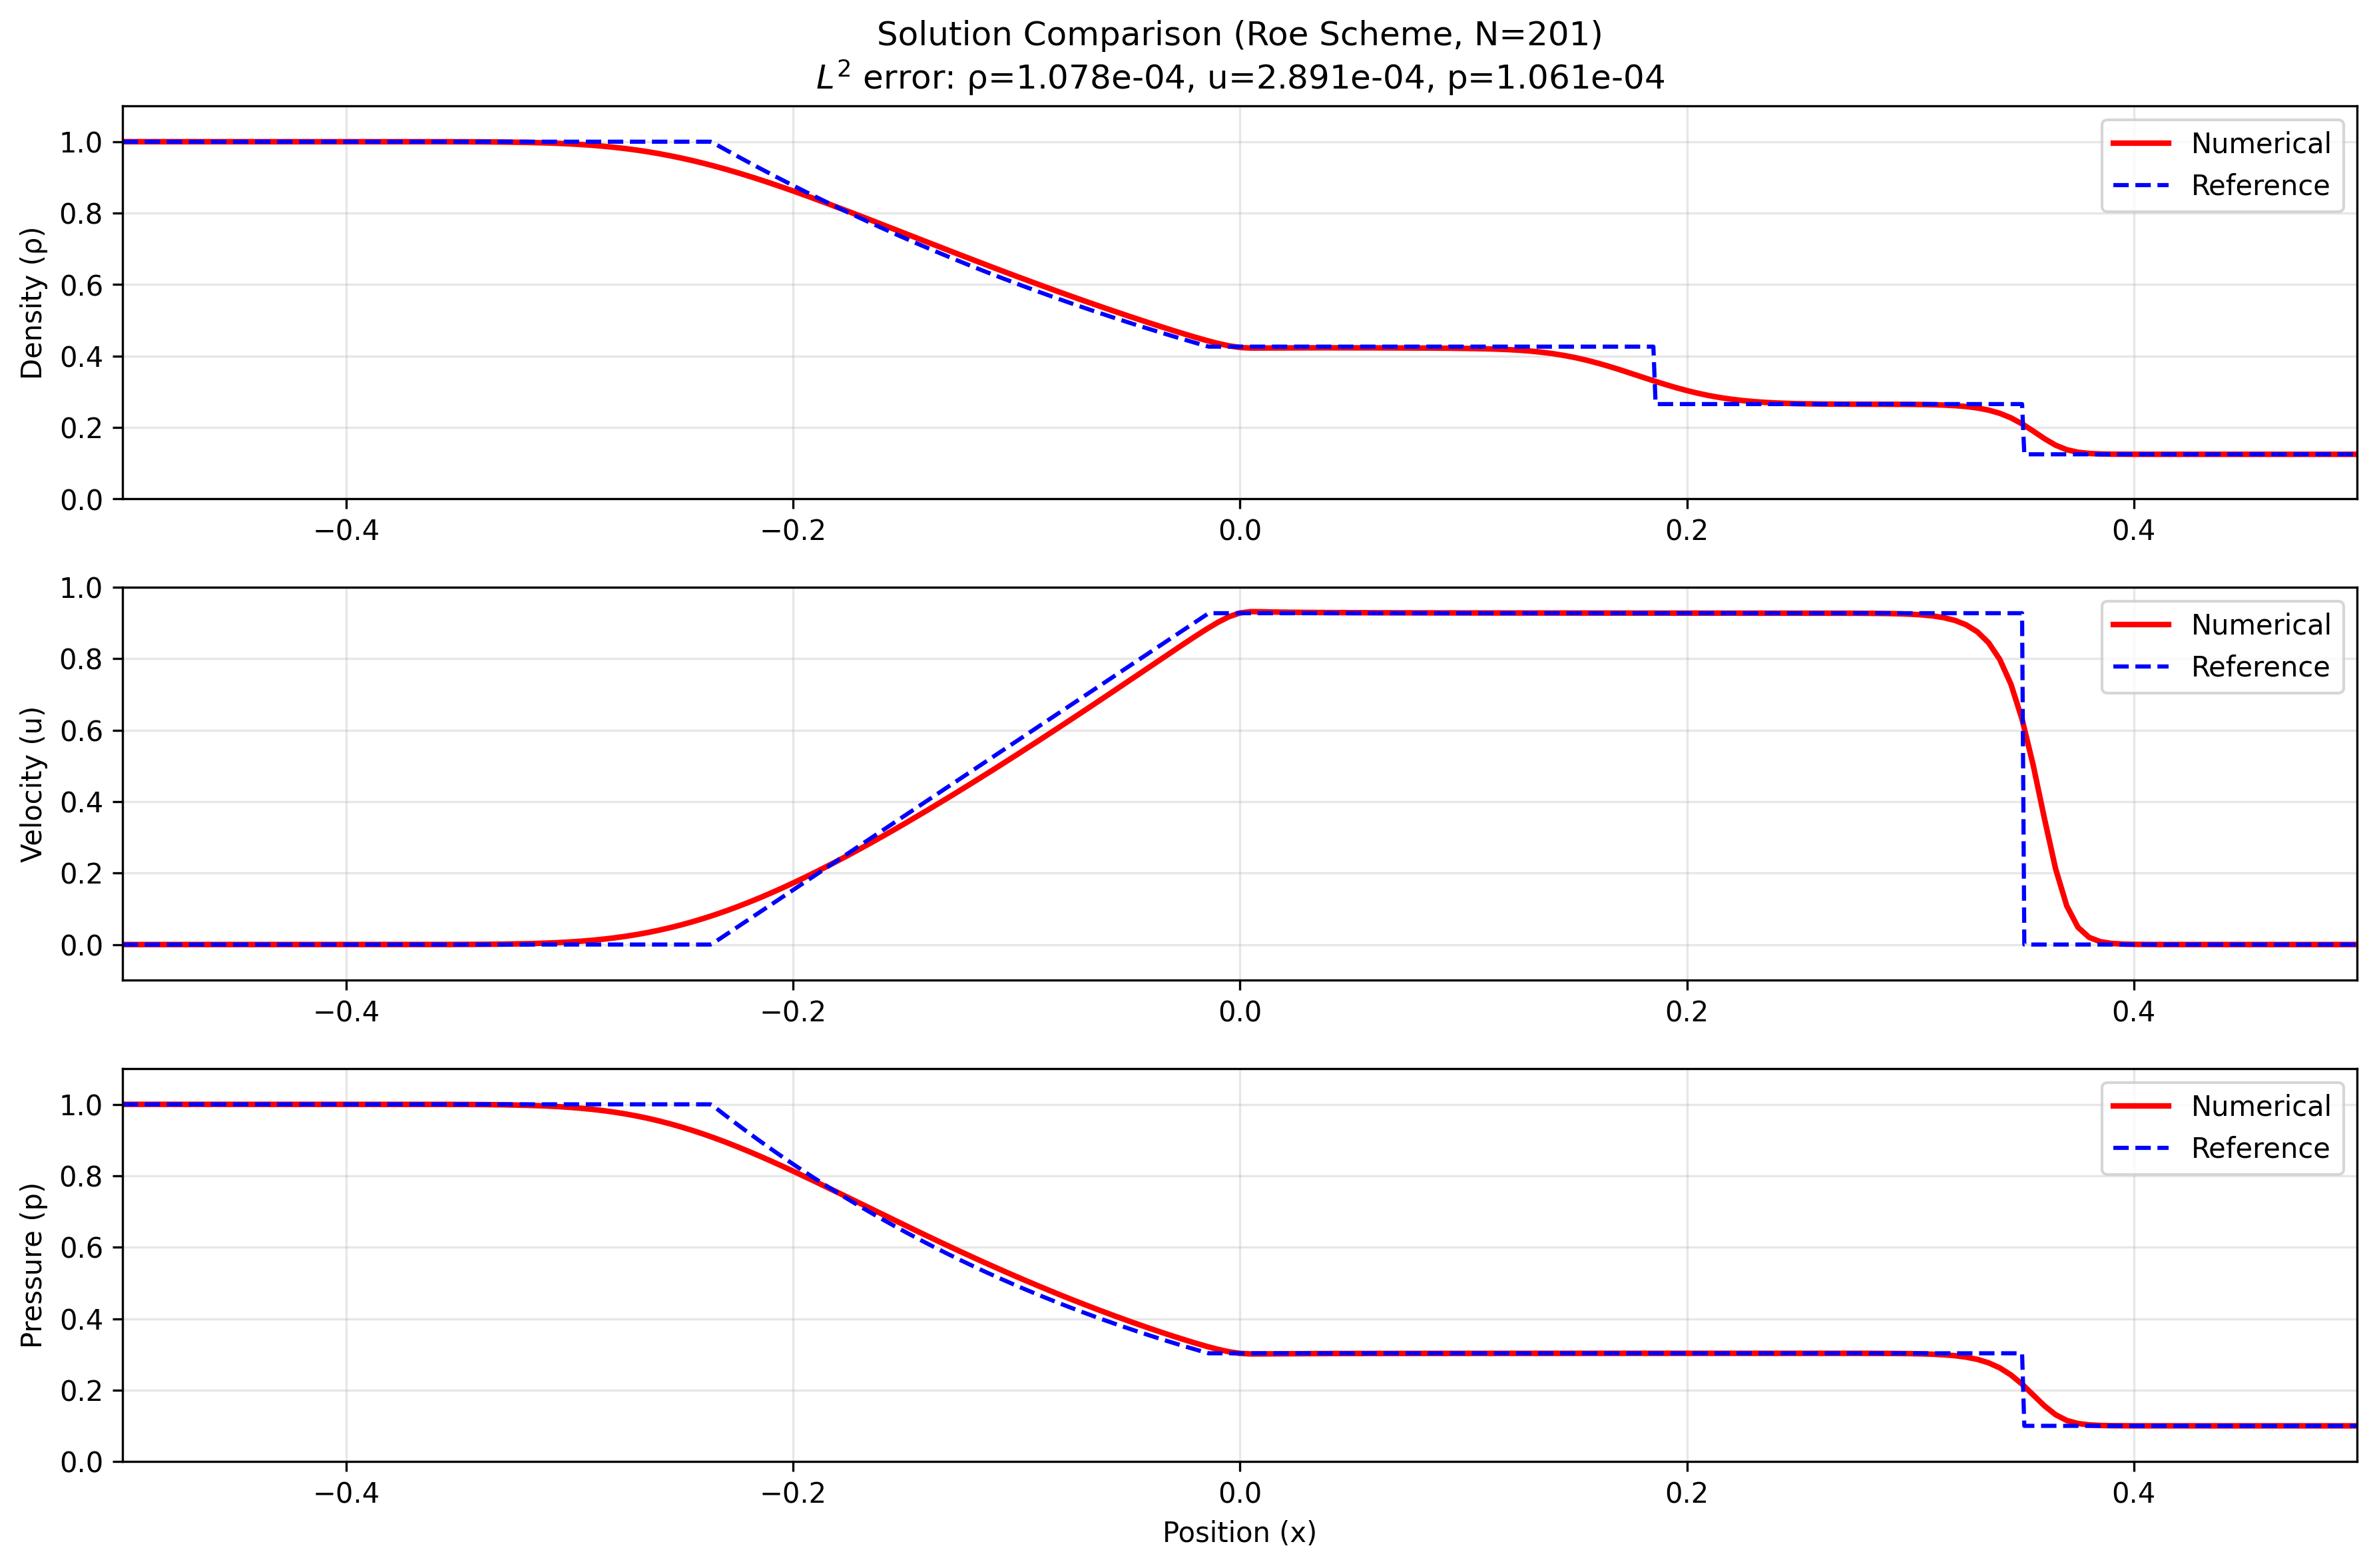 Solution Comparison (Roe Scheme, N=201)
L² error: ρ=1.078e-04, u=2.891e-04, p=1.061e-04
Density (ρ)
1.0
0.8
0.6
0.4
0.2
0.0
Numerical
Reference
−0.4 −0.2 0.0 0.2 0.4
Velocity (u)
1.0
0.8
0.6
0.4
0.2
0.0
Numerical
Reference
−0.4 −0.2 0.0 0.2 0.4
Pressure (p)
1.0
0.8
0.6
0.4
0.2
0.0
Numerical
Reference
−0.4 −0.2 0.0 0.2 0.4
Position (x)